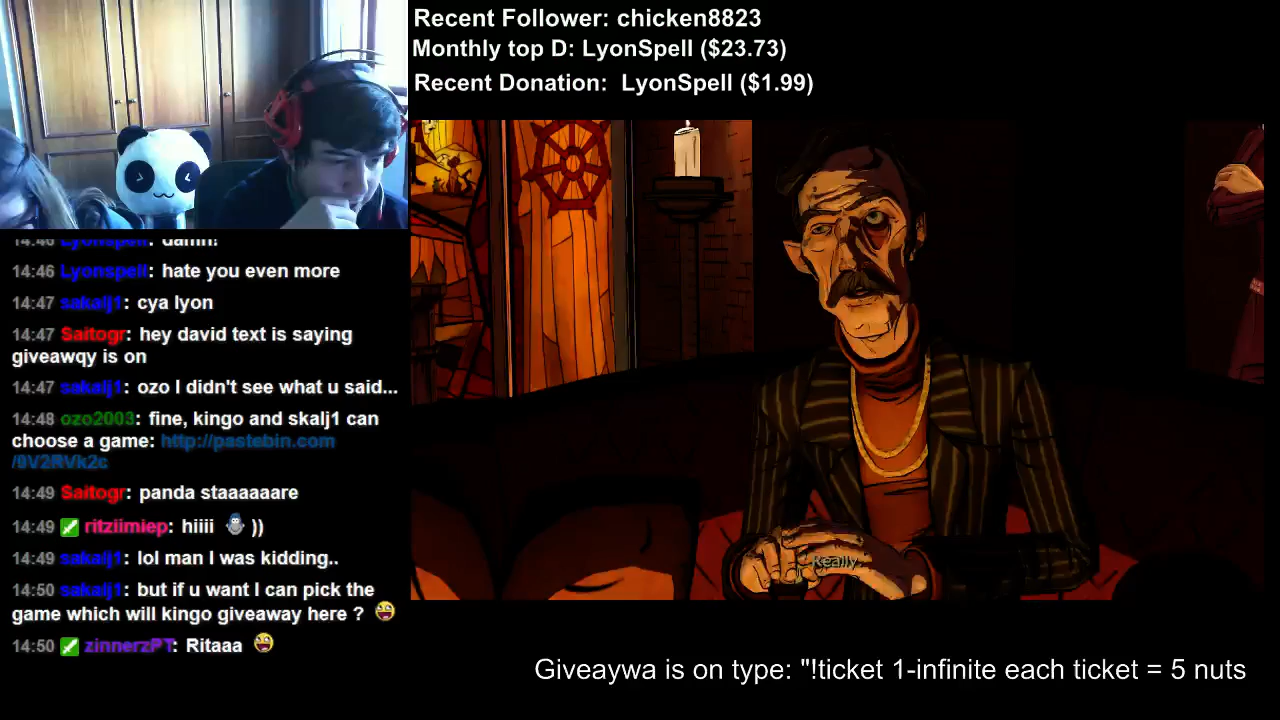 Recent Follower: chicken8823
Monthly top D: LyonSpell ($23.73)
Recent Donation: LyonSpell ($1.99)
14:46 Lyonspell: damn!
14:46 Lyonspell: hate you even more
14:47 sakalj1: cya lyon
14:47 Saitogr: hey david text is saying
giveawqy is on
14:47 sakalj1: ozo I didn't see what u said...
14:48 ozo2003: fine, kingo and skalj1 can
choose a game: http://pastebin.com
/9V2RVk2c
14:49 Saitogr: panda staaaaaare
14:49 ritziimiep: hiiii ))
14:49 sakalj1: lol man I was kidding..
14:50 sakalj1: but if u want I can pick the
game which will kingo giveaway here ?
14:50 zinnerzPT: Ritaaa
Really.
Giveaywa is on type: "!ticket 1-infinite each ticket = 5 nuts